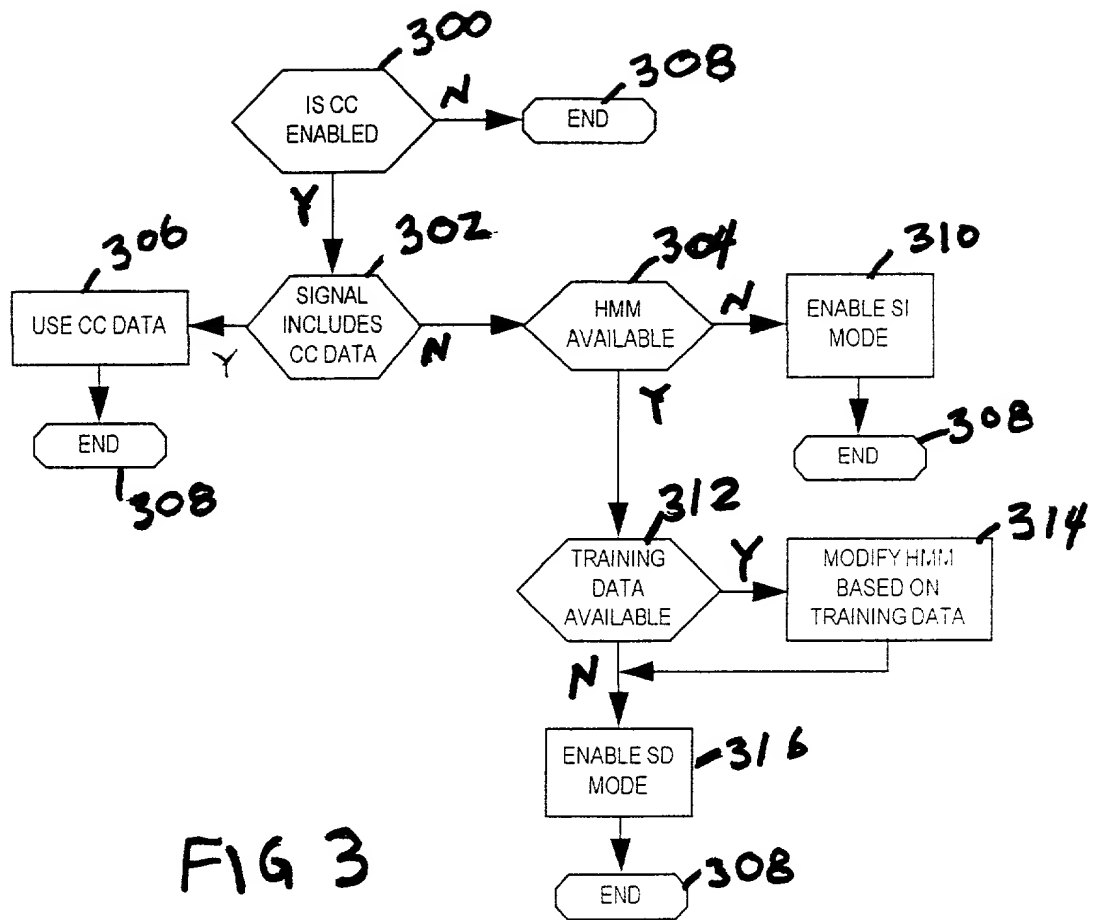 300
308
IS CC
ENABLED
N
END
Y
306
302
304
310
USE CC DATA
Y
SIGNAL
INCLUDES
CC DATA
N
HMM
AVAILABLE
N
ENABLE SI
MODE
END
308
Y
END
308
312
314
TRAINING
DATA
AVAILABLE
Y
MODIFY HMM
BASED ON
TRAINING DATA
N
ENABLE SD
MODE
316
FIG 3
END
308